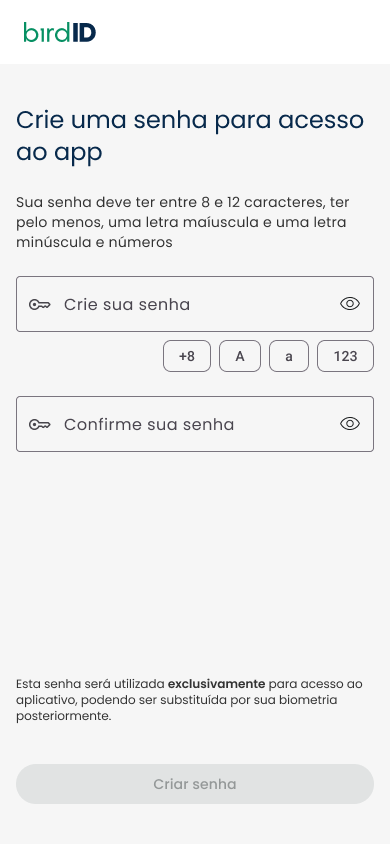 birdID
Crie uma senha para acesso
ao app
Sua senha deve ter entre 8 e 12 caracteres, ter
pelo menos, uma letra maíuscula e uma letra
minúscula e números
Crie sua senha
+8 A a 123
Confirme sua senha
Esta senha será utilizada exclusivamente para acesso ao
aplicativo, podendo ser substituída por sua biometria
posteriormente.
Criar senha